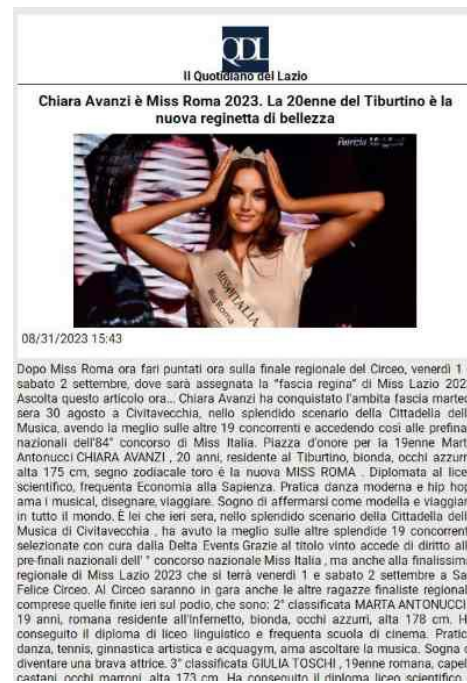 QDL
Il Quotidiano del Lazio
Chiara Avanzi è Miss Roma 2023. La 20enne del Tiburtino è la
nuova reginetta di bellezza
MISS ITALIA
Roma
08/31/2023 15:43
Dopo Miss Roma ora fari puntati ora sulla finale regionale del Circeo, venerdì 1
sabato 2 settembre, dove sarà assegnata la "fascia regina" di Miss Lazio 202
Ascolta questo articolo ora... Chiara Avanzi ha conquistato l'ambita fascia marted
sera 30 agosto a Civitavecchia, nello splendido scenario della Cittadella dell
Musica, avendo la meglio sulle altre 19 concorrenti e accedendo così alle prefina
nazionali dell'84° concorso di Miss Italia. Piazza d'onore per la 19enne Mart
Antonucci CHIARA AVANZI , 20 anni, residente al Tiburtino, bionda, occhi azzurr
alta 175 cm, segno zodiacale toro è la nuova MISS ROMA . Diplomata al lice
scientifico, frequenta Economia alla Sapienza. Pratica danza moderna e hip hop
ama i musical, disegnare, viaggiare. Sogno di affermarsi come modella e viaggiar
in tutto il mondo. È lei che ieri sera, nello splendido scenario della Cittadella dell
Musica di Civitavecchia , ha avuto la meglio sulle altre splendide 19 concorrent
selezionate con cura dalla Delta Events Grazie al titolo vinto accede di diritto all
pre-finali nazionali dell' ° concorso nazionale Miss Italia , ma anche alla finalissim
regionale di Miss Lazio 2023 che si terrà venerdì 1 e sabato 2 settembre a Sa
Felice Circeo. Al Circeo saranno in gara anche le altre ragazze finaliste regional
comprese quelle finite ieri sul podio, che sono: 2° classificata MARTA ANTONUCCI
19 anni, romana residente all'Infernetto, bionda, occhi azzurri, alta 178 cm. H
conseguito il diploma di liceo linguistico e frequenta scuola di cinema. Pratic
danza, tennis, ginnastica artistica e acquagym, ama ascoltare la musica. Sogna d
diventare una brava attrice. 3° classificata GIULIA TOSCHI , 19enne romana, capel
castani, occhi marroni, alta 173 cm. Ha conseguito il diploma liceo scientifico